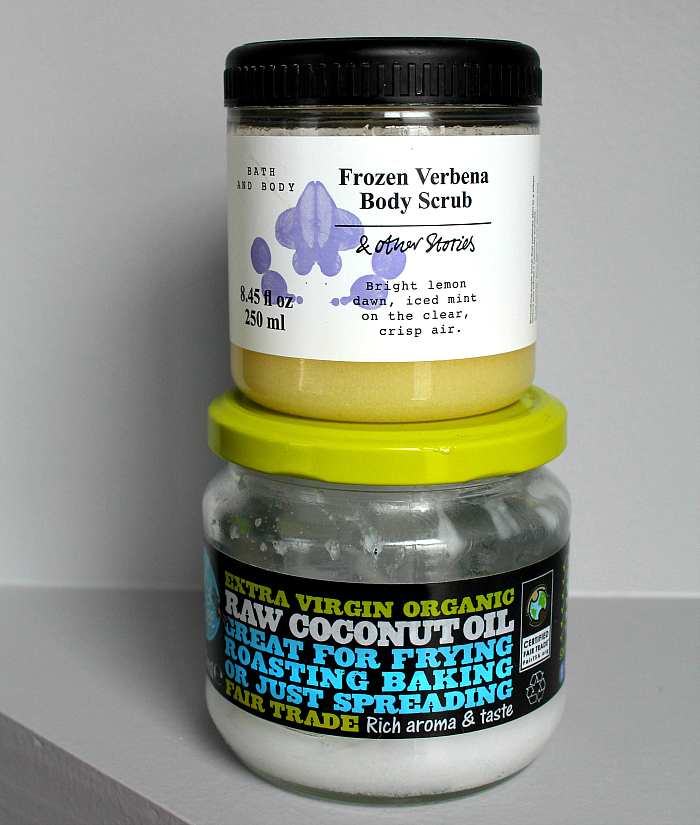 BATH
AND BODY
Frozen Verbena
Body Scrub
& other Stories
8.45 fl oz
250 ml
Bright lemon
dawn, iced mint
on the clear,
crisp air.
EXTRA VIRGIN ORGANIC
RAW COCONUT OIL
GREAT FOR FRYING
ROASTING BAKING
OR JUST SPREADING
FAIR TRADE Rich aroma & taste
CERTIFIED
FAIR TRADE